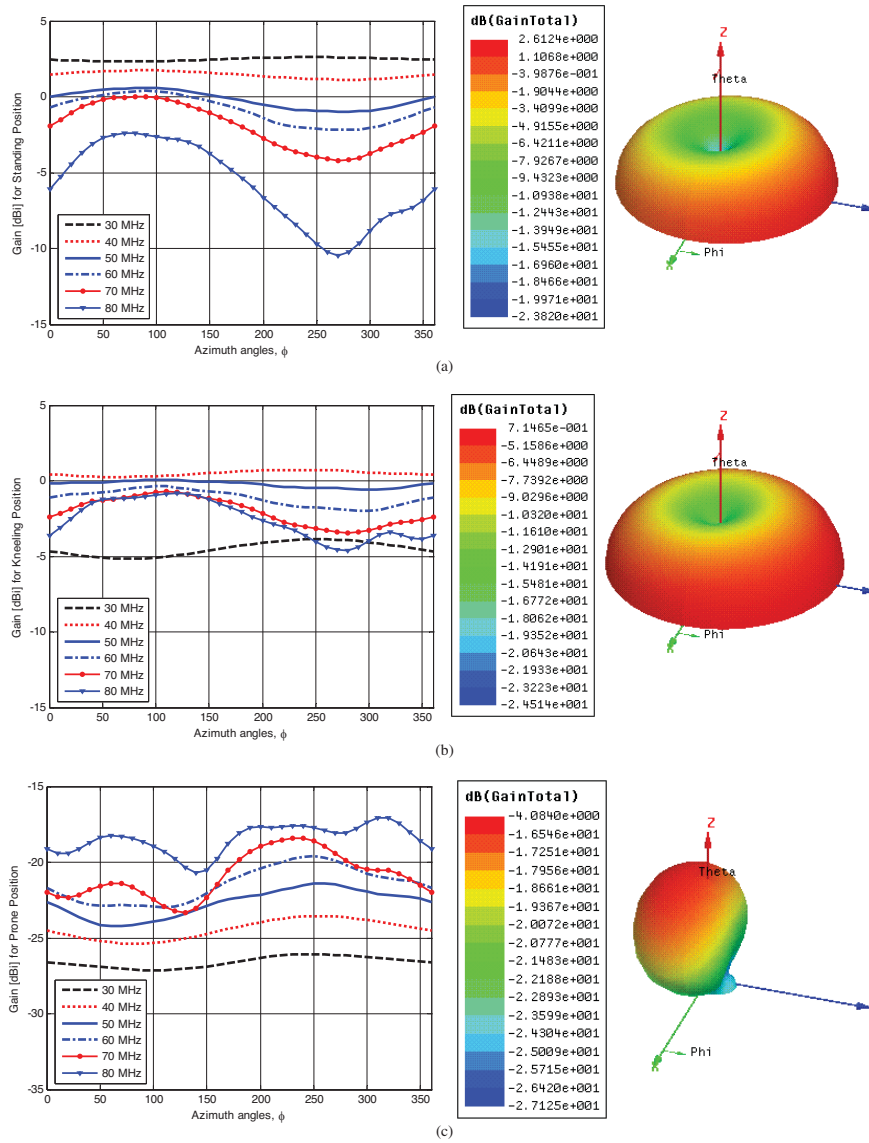 5
0
-5
-10
-15
Gain [dBi] for Standing Position
30 MHz
40 MHz
50 MHz
60 MHz
70 MHz
80 MHz
0 50 100 150 200 250 300 350
Azimuth angles, ϕ
dB(GainTotal)
2.6124e+000
1.1068e+000
-3.9876e-001
-1.9044e+000
-3.4099e+000
-4.9155e+000
-6.4211e+000
-7.9267e+000
-9.4323e+000
-1.0938e+001
-1.2443e+001
-1.3949e+001
-1.5455e+001
-1.6960e+001
-1.8466e+001
-1.9971e+001
-2.3820e+001
Z
Theta
Phi
(a)
5
0
-5
-10
-15
Gain [dBi] for Kneeling Position
30 MHz
40 MHz
50 MHz
60 MHz
70 MHz
80 MHz
0 50 100 150 200 250 300 350
Azimuth angles, ϕ
dB(GainTotal)
7.1465e-001
-5.1586e+000
-6.4489e+000
-7.7392e+000
-9.0296e+000
-1.0320e+001
-1.1610e+001
-1.2901e+001
-1.4191e+001
-1.5481e+001
-1.6772e+001
-1.8062e+001
-1.9352e+001
-2.0643e+001
-2.1933e+001
-2.3223e+001
-2.4514e+001
Z
Theta
Phi
(b)
-15
-20
-25
-30
-35
Gain [dBi] for Prone Position
30 MHz
40 MHz
50 MHz
60 MHz
70 MHz
80 MHz
0 50 100 150 200 250 300 350
Azimuth angles, ϕ
dB(GainTotal)
-4.0840e+000
-1.6546e+001
-1.7251e+001
-1.7956e+001
-1.8661e+001
-1.9367e+001
-2.0072e+001
-2.0777e+001
-2.1483e+001
-2.2188e+001
-2.2893e+001
-2.3599e+001
-2.4304e+001
-2.5009e+001
-2.5715e+001
-2.6420e+001
-2.7125e+001
Z
Theta
Phi
(c)